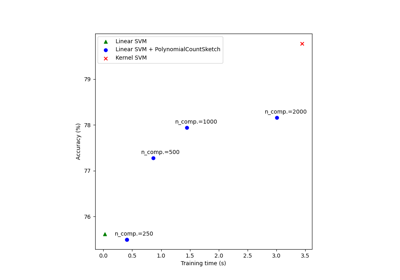 Linear SVM
Linear SVM + PolynomialCountSketch
Kernel SVM
79
78
77
76
Accuracy (%)
n_comp.=2000
n_comp.=1000
n_comp.=500
n_comp.=250
0.0 0.5 1.0 1.5 2.0 2.5 3.0 3.5
Training time (s)